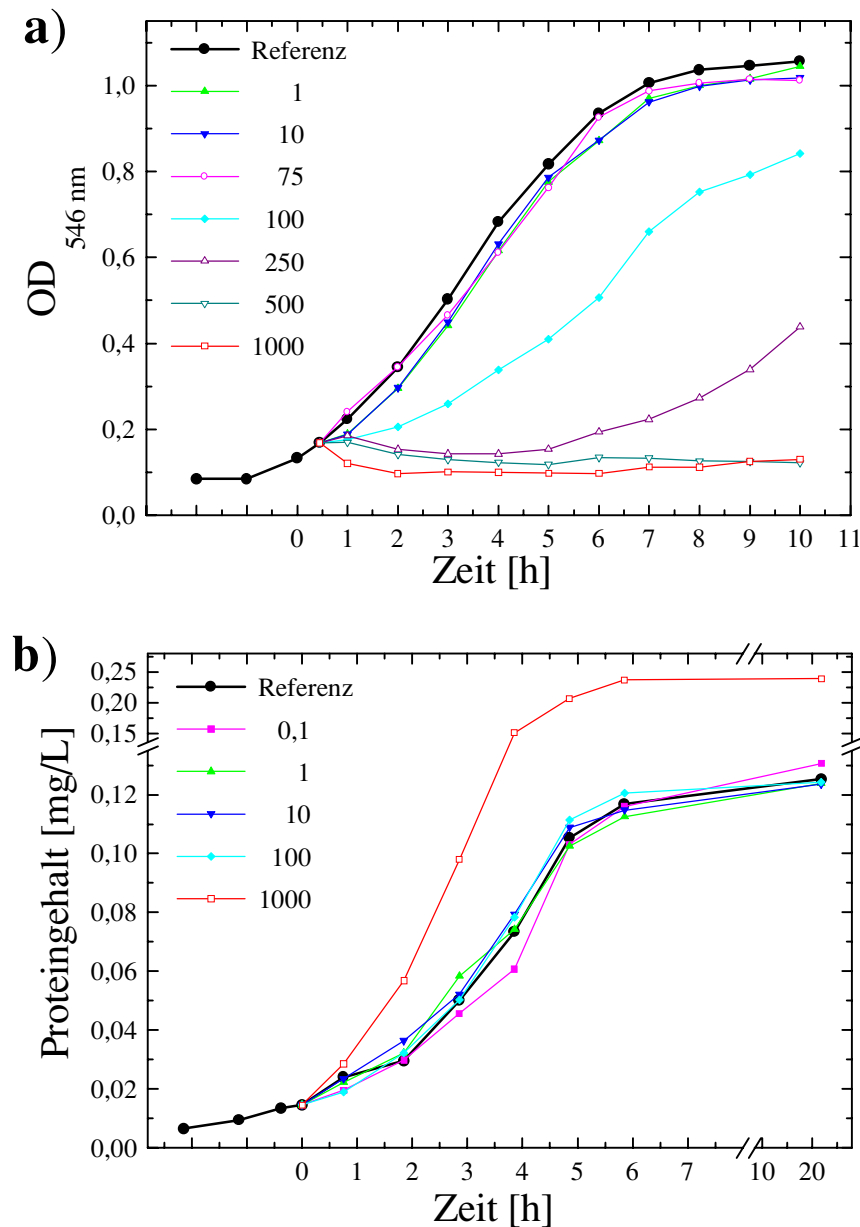 a)
Referenz
1
10
75
100
250
500
1000
1,0
0,8
0,6
0,4
0,2
0,0
OD 546 nm
0 1 2 3 4 5 6 7 8 9 10 11
Zeit [h]
b)
Referenz
0,1
1
10
100
1000
0,25
0,20
0,15
0,12
0,10
0,08
0,06
0,04
0,02
0,00
Proteingehalt [mg/L]
0 1 2 3 4 5 6 7 10 20
Zeit [h]